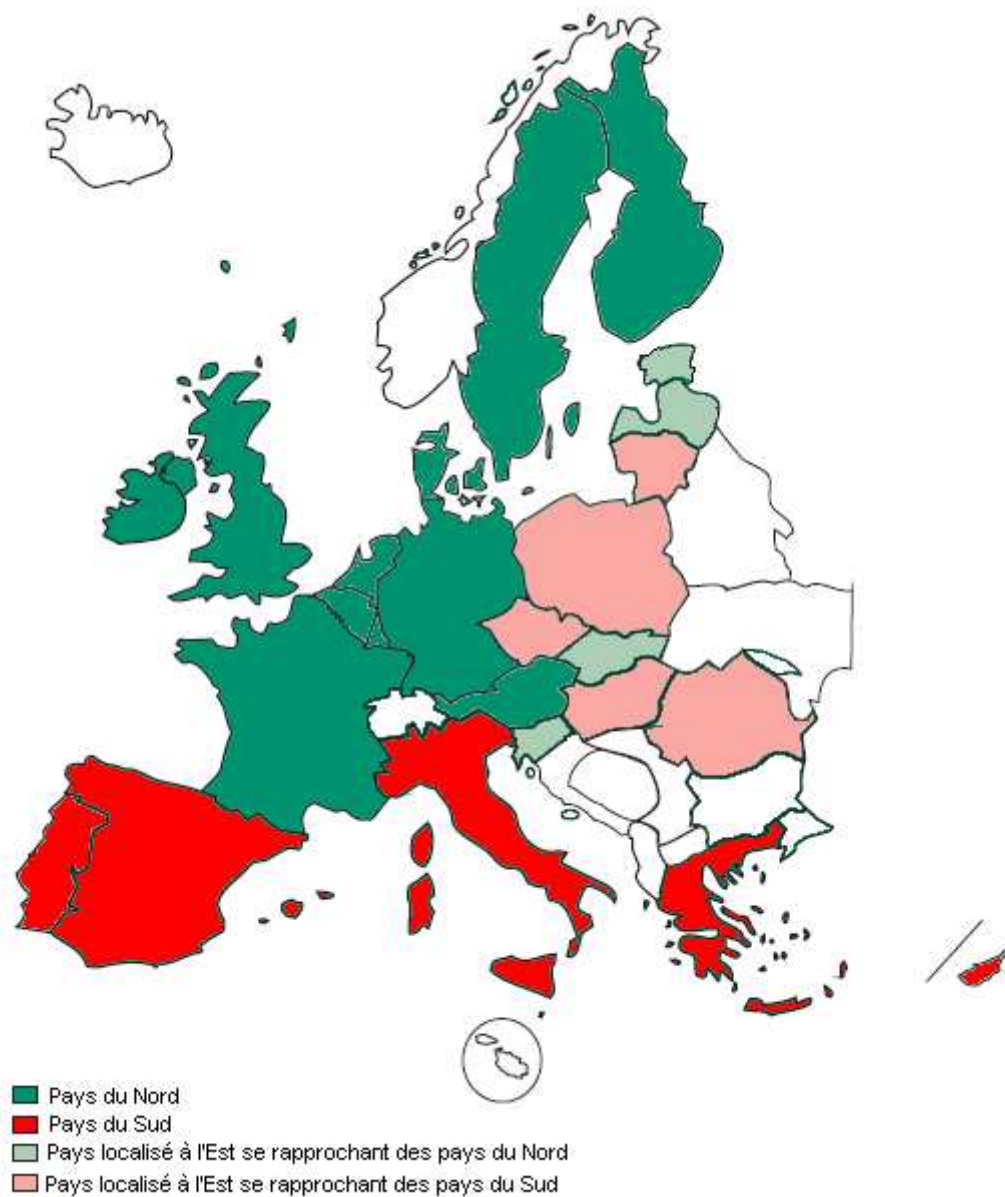 Pays du Nord
Pays du Sud
Pays localisé à l'Est se rapprochant des pays du Nord
Pays localisé à l'Est se rapprochant des pays du Sud